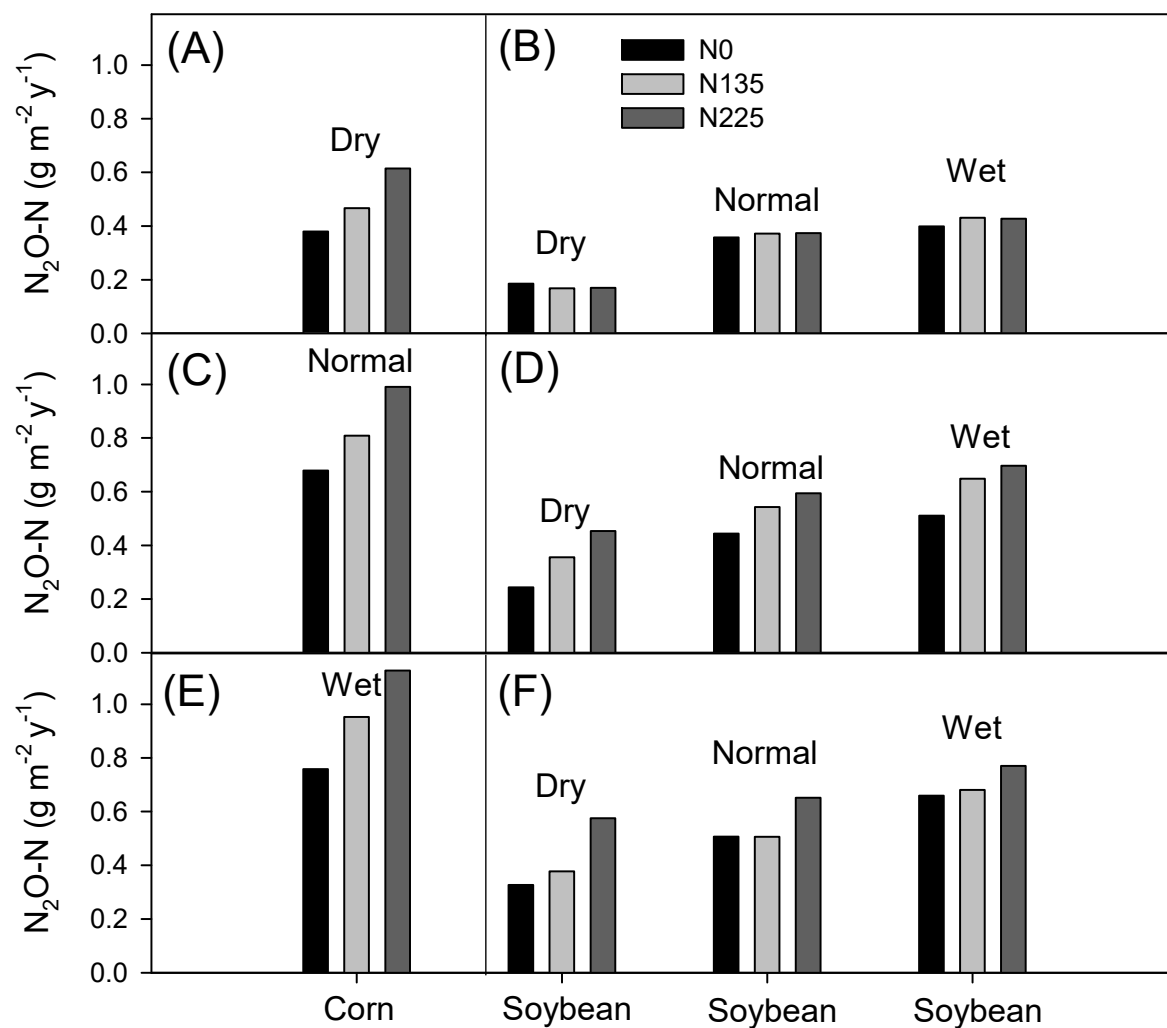 (A)
(B)
N0
N135
N225
N₂O-N (g m⁻² y⁻¹)
1.0
0.8
0.6
0.4
0.2
0.0
Dry
Dry
Normal
Wet
(C)
(D)
N₂O-N (g m⁻² y⁻¹)
1.0
0.8
0.6
0.4
0.2
0.0
Normal
Dry
Normal
Wet
(E)
(F)
N₂O-N (g m⁻² y⁻¹)
1.0
0.8
0.6
0.4
0.2
0.0
Wet
Dry
Normal
Wet
Corn
Soybean
Soybean
Soybean